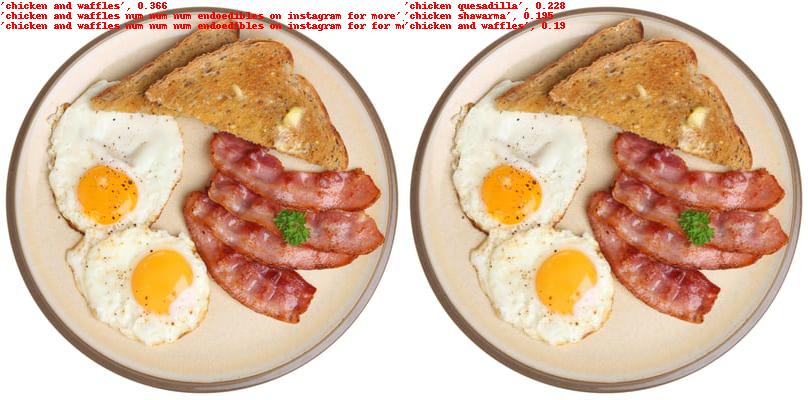 'chicken and waffles', 0.366
'chicken and waffles num num num endoedibles on instagram for more',
'chicken and waffles num num num endoedibles on instagram for for
'chicken quesadilla', 0.228
'chicken shawarma', 0.195
'chicken and waffles', 0.19